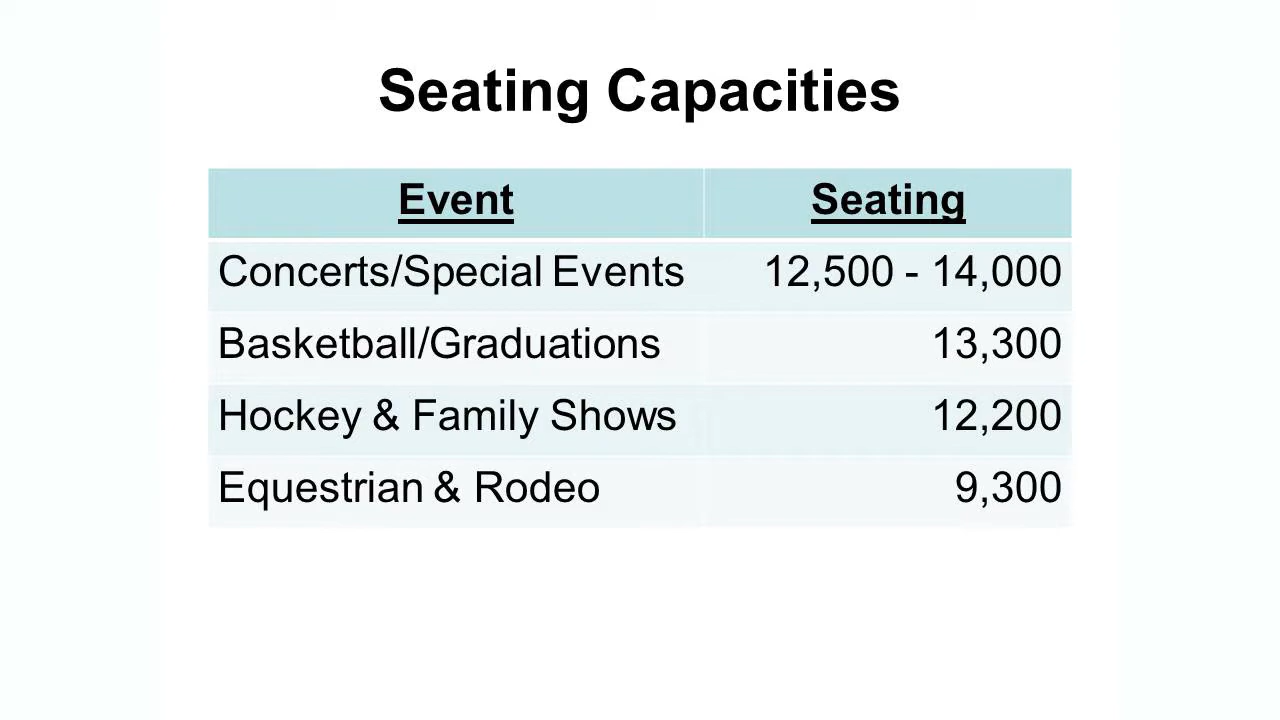 Seating Capacities
Event Seating
Concerts/Special Events 12,500 - 14,000
Basketball/Graduations 13,300
Hockey & Family Shows 12,200
Equestrian & Rodeo 9,300